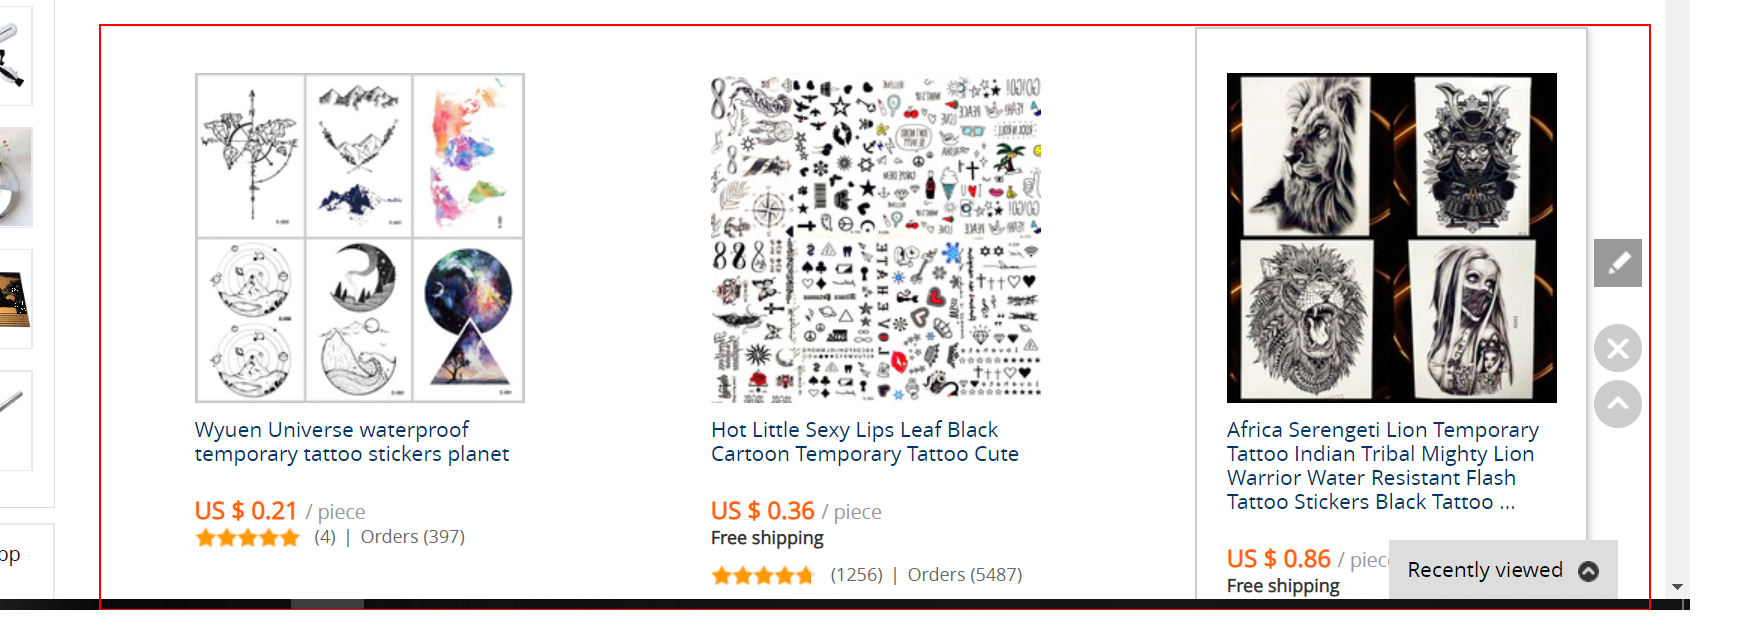 Wyuen Universe waterproof
temporary tattoo stickers planet
US $ 0.21 / piece
(4) | Orders (397)
Hot Little Sexy Lips Leaf Black
Cartoon Temporary Tattoo Cute
US $ 0.36 / piece
Free shipping
(1256) | Orders (5487)
Africa Serengeti Lion Temporary
Tattoo Indian Tribal Mighty Lion
Warrior Water Resistant Flash
Tattoo Stickers Black Tattoo ...
US $ 0.86 / piec
Free shipping
Recently viewed
op